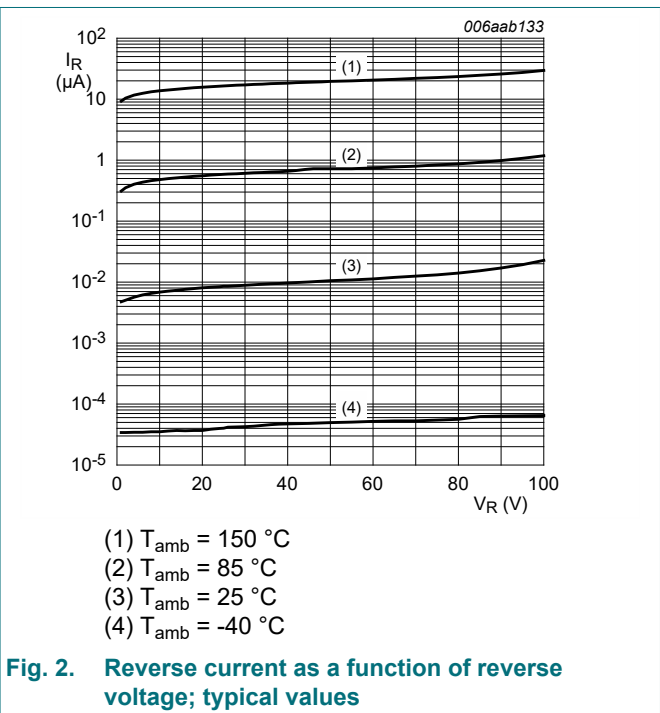 006aab133
10²
I_R
(µA)
10
1
10⁻¹
10⁻²
10⁻³
10⁻⁴
10⁻⁵
(1)
(2)
(3)
(4)
0 20 40 60 80 100
V_R (V)
(1) T_amb = 150 °C
(2) T_amb = 85 °C
(3) T_amb = 25 °C
(4) T_amb = -40 °C
Fig. 2. Reverse current as a function of reverse
voltage; typical values